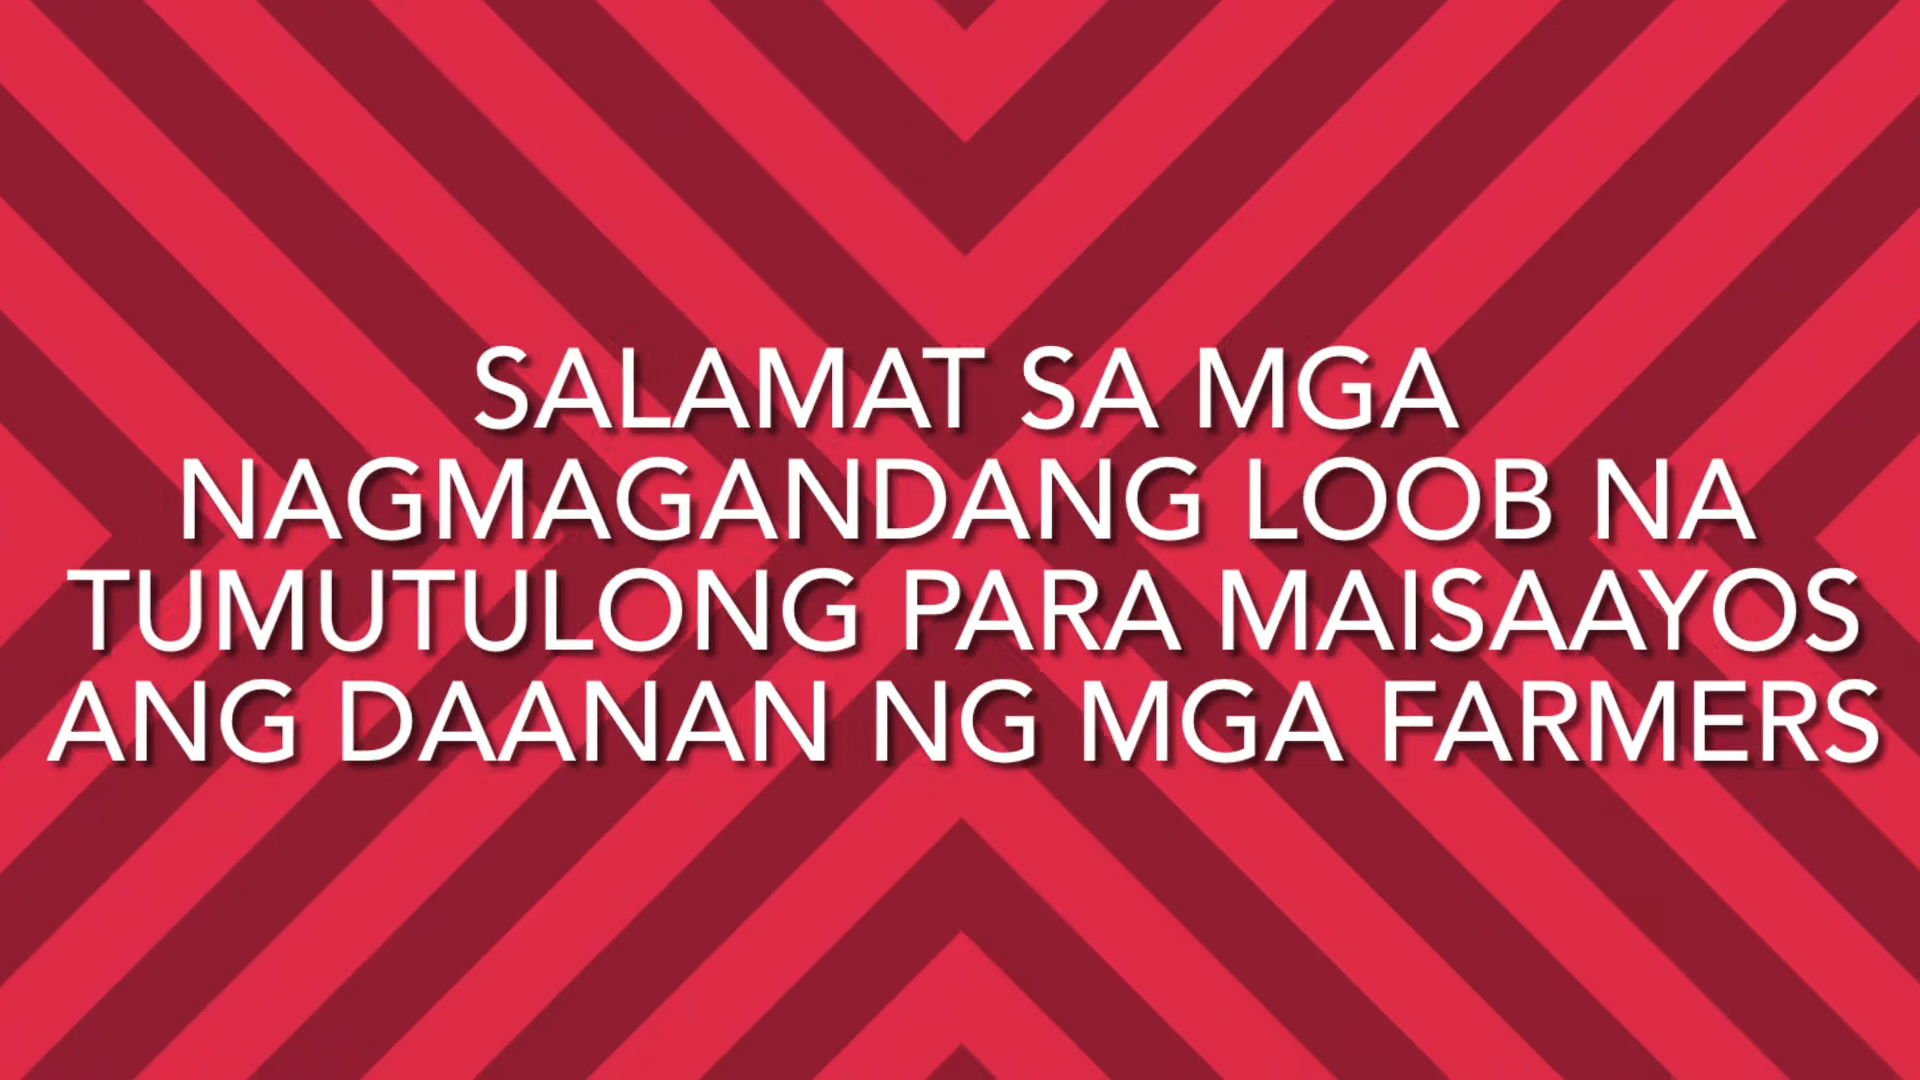 SALAMAT SA MGA
NAGMAGANDANG LOOB NA
TUMUTULONG PARA MAISAAYOS
ANG DAANAN NG MGA FARMERS